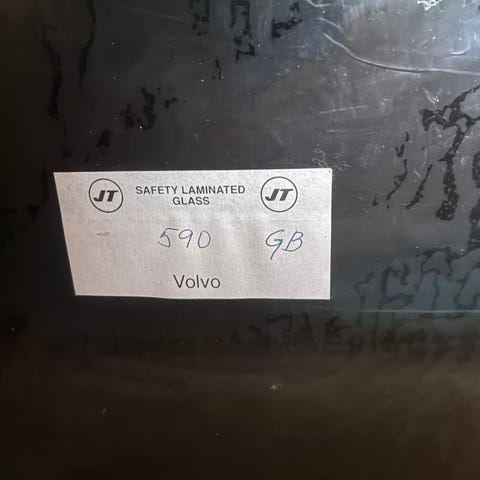 JT SAFETY LAMINATED JT
GLASS
590 GB
Volvo